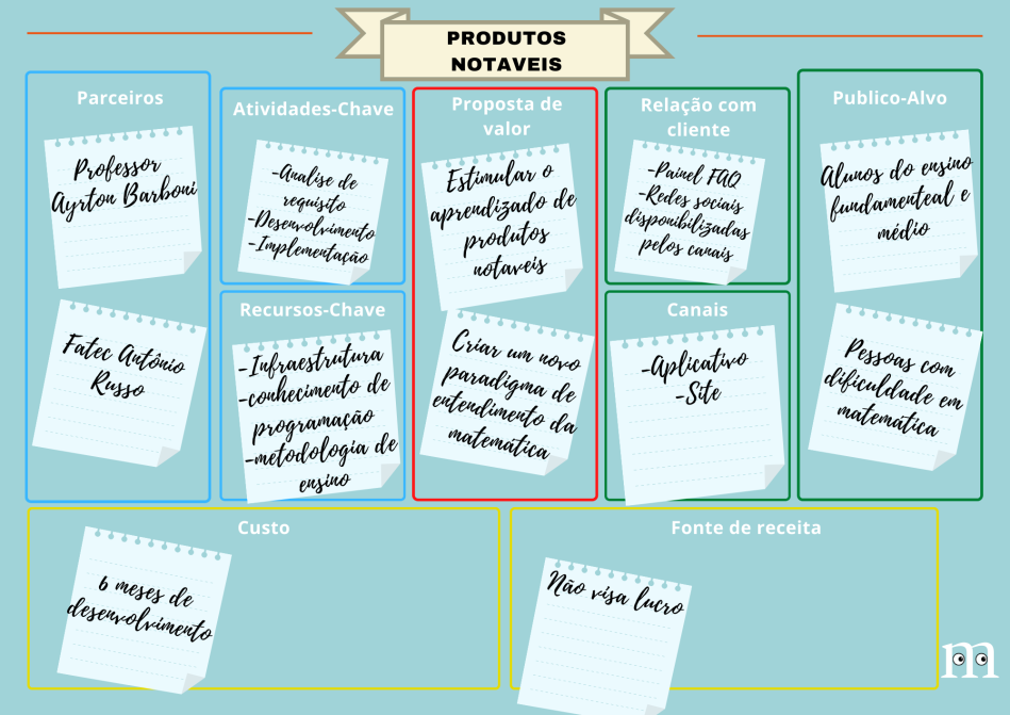 PRODUTOS
NOTAVEIS
Parceiros
Professor
Ayrton Barboni
Fatec Antônio
Russo
Atividades-Chave
-Analise de
requisito
-Desenvolvimento
-Implementação
Recursos-Chave
-Infraestrutura
-conhecimento de
programação
-metodologia de
ensino
Proposta de
valor
Estimular o
aprendizado de
produtos
notaveis
Criar um novo
paradigma de
entendimento da
matemática
Relação com
cliente
-Painel FAQ
-Redes sociais
disponibilizadas
pelos canais
Canais
-Aplicativo
-Site
Publico-Alvo
Alunos do ensino
fundamenteal e
médio
Pessoas com
dificuldade em
matemática
Custo
6 meses de
desenvolvimento
Fonte de receita
Não visa lucro
m